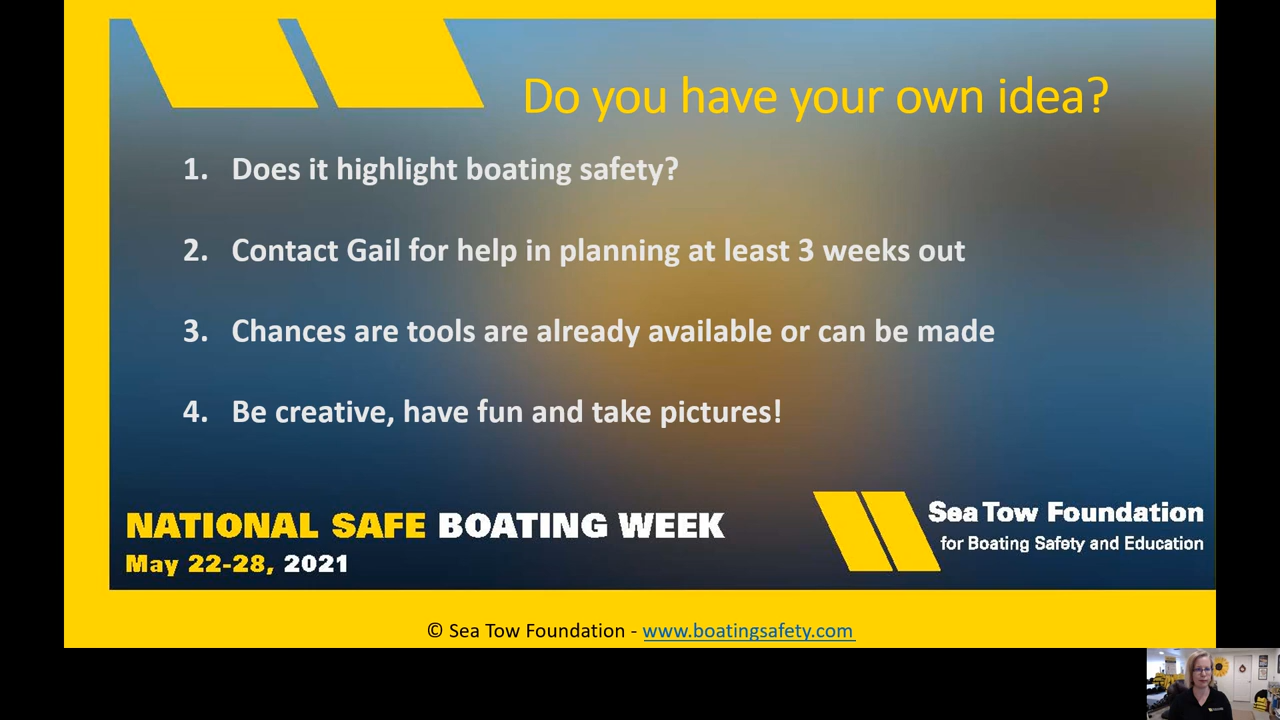 Do you have your own idea?
1. Does it highlight boating safety?
2. Contact Gail for help in planning at least 3 weeks out
3. Chances are tools are already available or can be made
4. Be creative, have fun and take pictures!
NATIONAL SAFE BOATING WEEK
May 22-28, 2021
Sea Tow Foundation
for Boating Safety and Education
© Sea Tow Foundation - www.boatingsafety.com